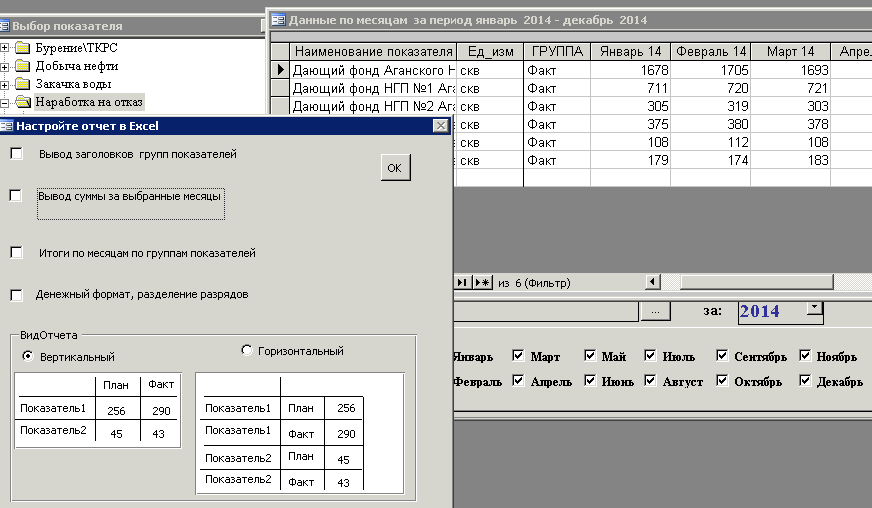 Выбор показателя
Бурение\ТКРС
Добыча нефти
Закачка воды
Наработка на отказ
Данные по месяцам за период январь 2014 - декабрь 2014
Наименование показателя Ед_изм ГРУППА Январь 14 Февраль 14 Март 14 Апрел
Дающий фонд Аганского Н скв Факт 1678 1705 1693
Дающий фонд НГП №1 Ага скв Факт 711 720 721
Дающий фонд НГП №2 Ага скв Факт 305 319 303
скв Факт 375 380 378
скв Факт 108 112 108
скв Факт 179 174 183
из 6 (Фильтр)
... за: 2014
Январь Март Май Июль Сентябрь Ноябрь
Февраль Апрель Июнь Август Октябрь Декабрь
Настройте отчет в Excel
Вывод заголовков групп показателей
OK
Вывод суммы за выбранные месяцы
Итоги по месяцам по группам показателей
Денежный формат, разделение разрядов
ВидОтчета
Вертикальный
План Факт
Показатель1 256 290
Показатель2 45 43
Горизонтальный
Показатель1 План 256
Показатель1 Факт 290
Показатель2 План 45
Показатель2 Факт 43